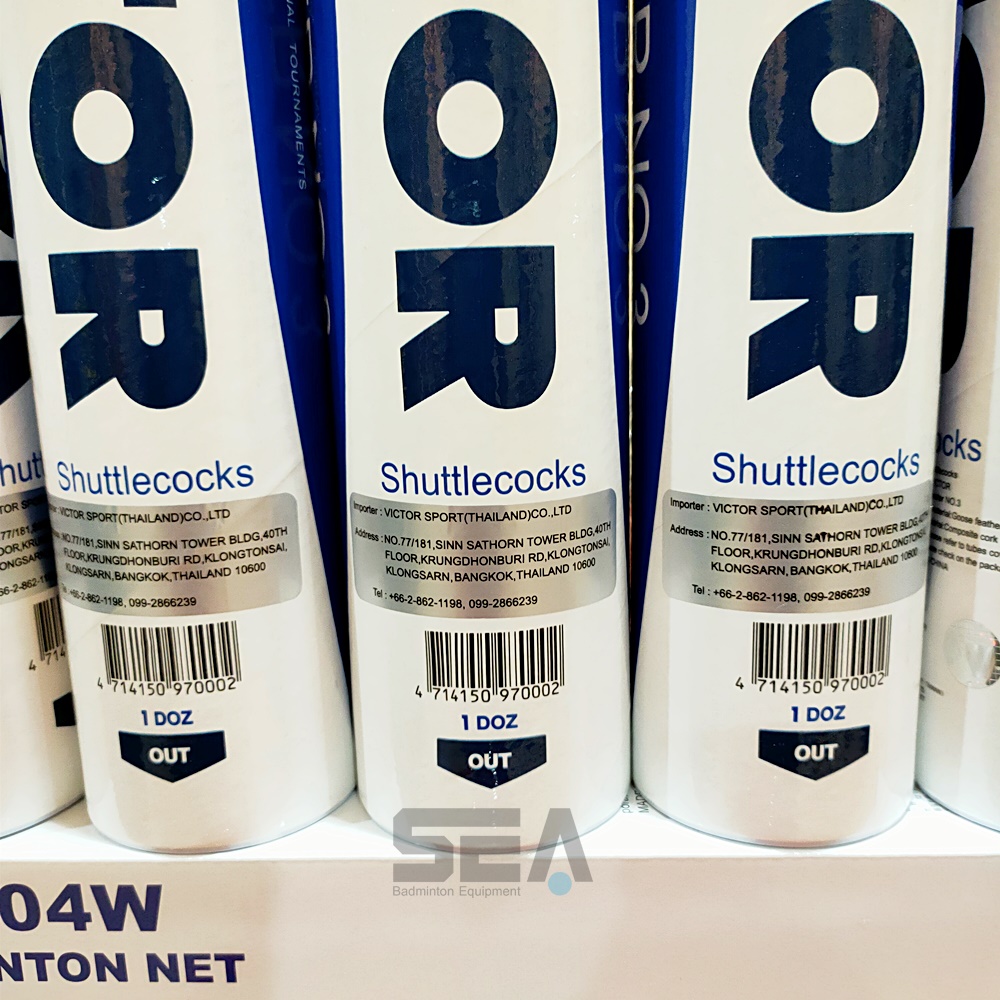 OR
Shuttlecocks
VICTOR SPORT(THAILAND)CO.,LTD
NO.77/181,SINN SATHORN TOWER BLDG,40TH
FLOOR,KRUNGDHONBURI RD,KLONGTONSAI,
KLONGSARN,BANGKOK,THAILAND 10600
Tel : +66-2-862-1198, 099-2866239
4 714150 970002
1 DOZ
OUT
TOURNAMENTS
OR
Shuttlecocks
Importer : VICTOR SPORT(THAILAND)CO.,LTD
Address : NO.77/181,SINN SATHORN TOWER BLDG,40TH
FLOOR,KRUNGDHONBURI RD,KLONGTONSAI,
KLONGSARN,BANGKOK,THAILAND 10600
Tel : +66-2-862-1198, 099-2866239
4 714150 970002
1 DOZ
OUT
NO 3
OR
Shuttlecocks
Importer : VICTOR SPORT(THAILAND)CO.,LTD
Address : NO.77/181,SINN SATHORN TOWER BLDG,40TH
FLOOR,KRUNGDHONBURI RD,KLONGTONSAI,
KLONGSARN,BANGKOK,THAILAND 10600
Tel : +66-2-862-1198, 099-2866239
4 714150 970002
1 DOZ
OUT
SEA
Badminton Equipment
04W
NTON NET